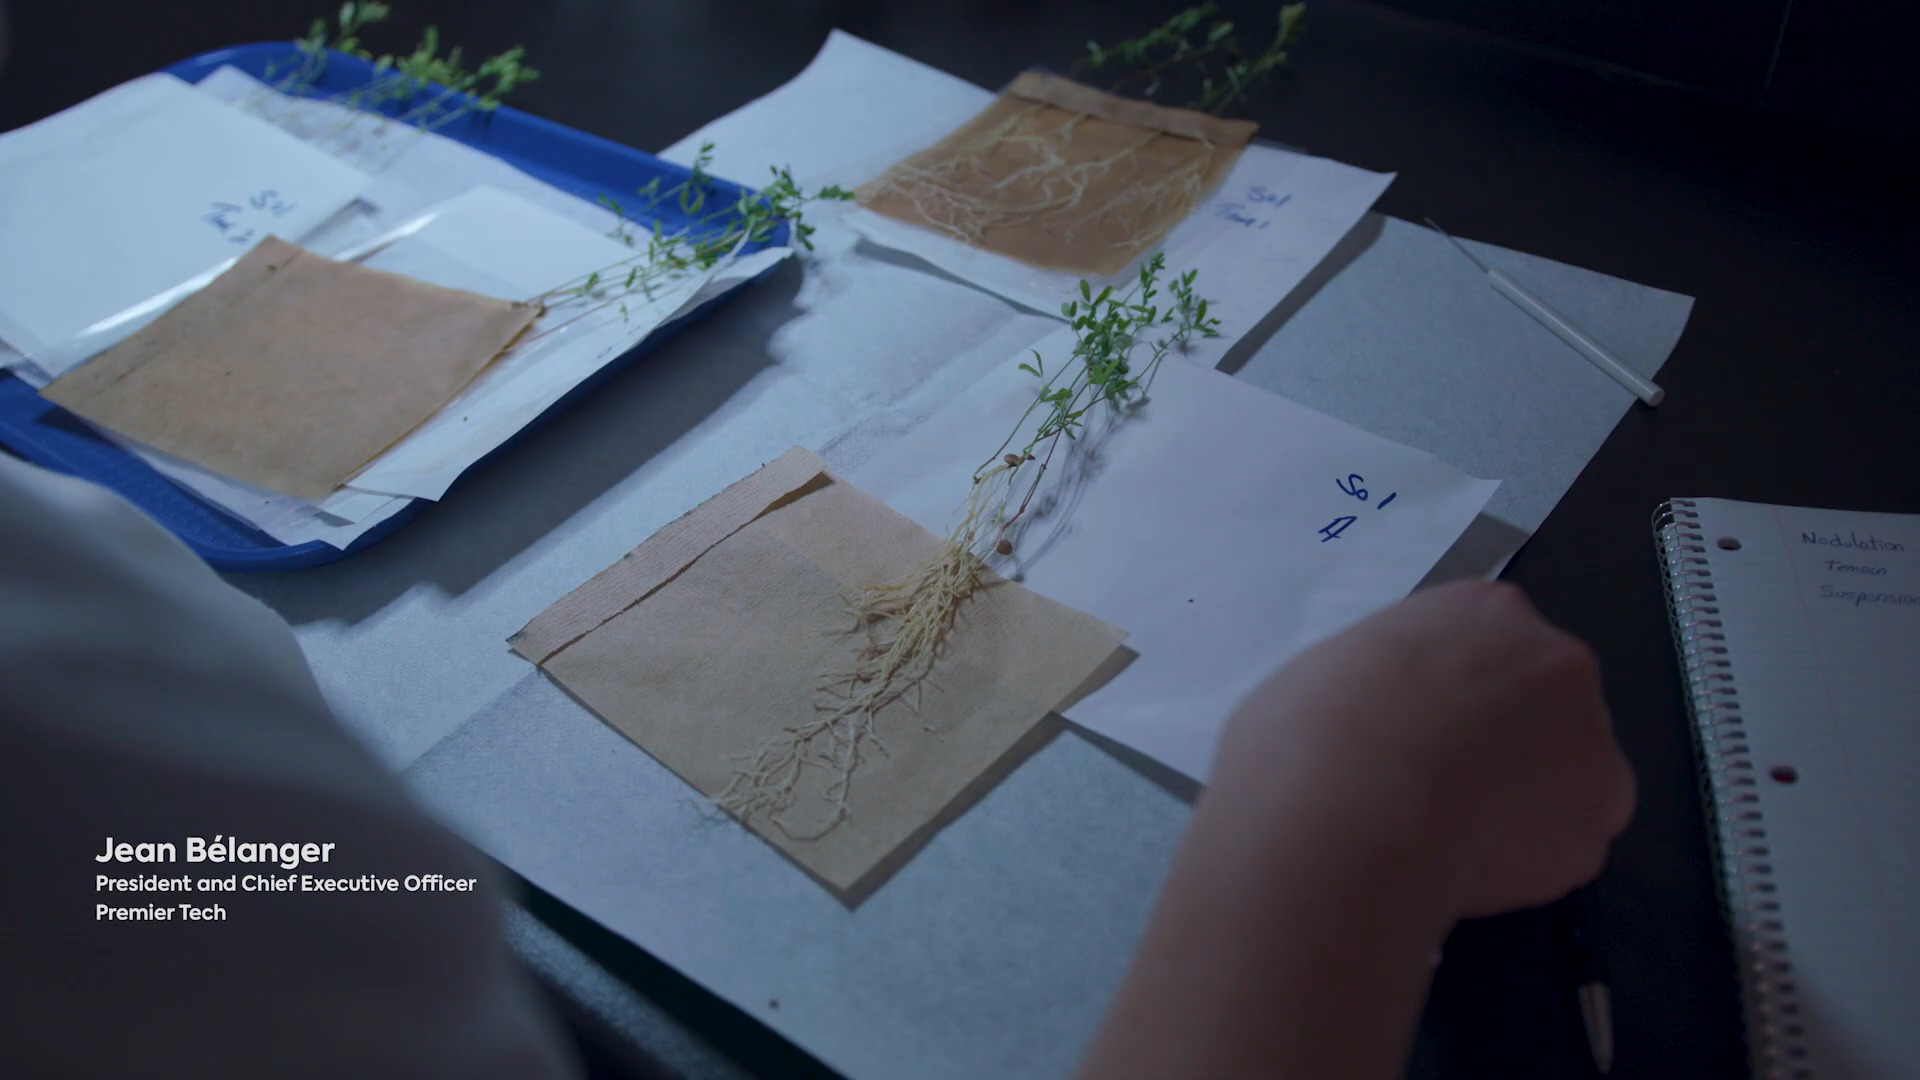 Sol
Sol
Sol
A
Nodulation
Temoin
Suspension
Jean Bélanger
President and Chief Executive Officer
Premier Tech